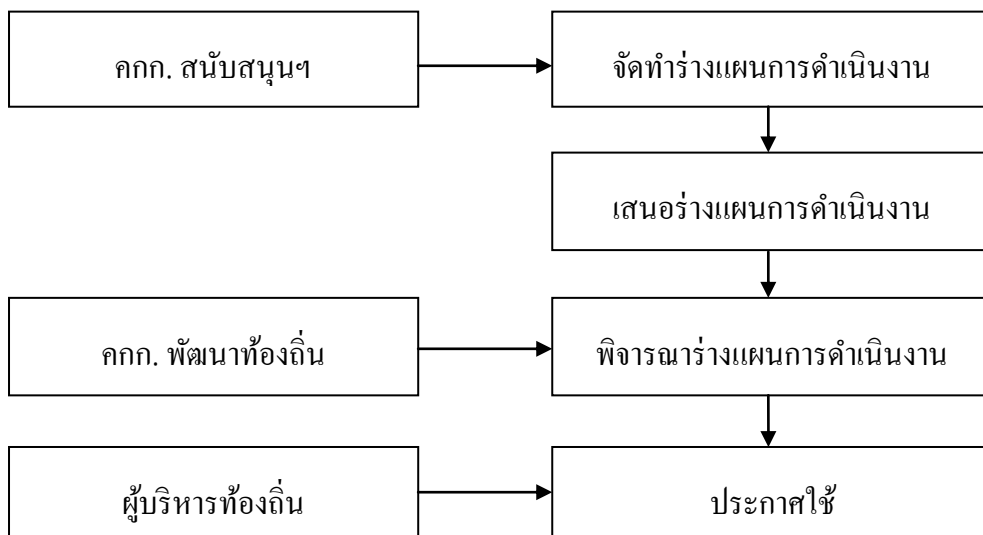 คกก. สนับสนุนฯ
จัดทำร่างแผนการดำเนินงาน
เสนอร่างแผนการดำเนินงาน
คกก. พัฒนาท้องถิ่น
พิจารณาร่างแผนการดำเนินงาน
ผู้บริหารท้องถิ่น
ประกาศใช้